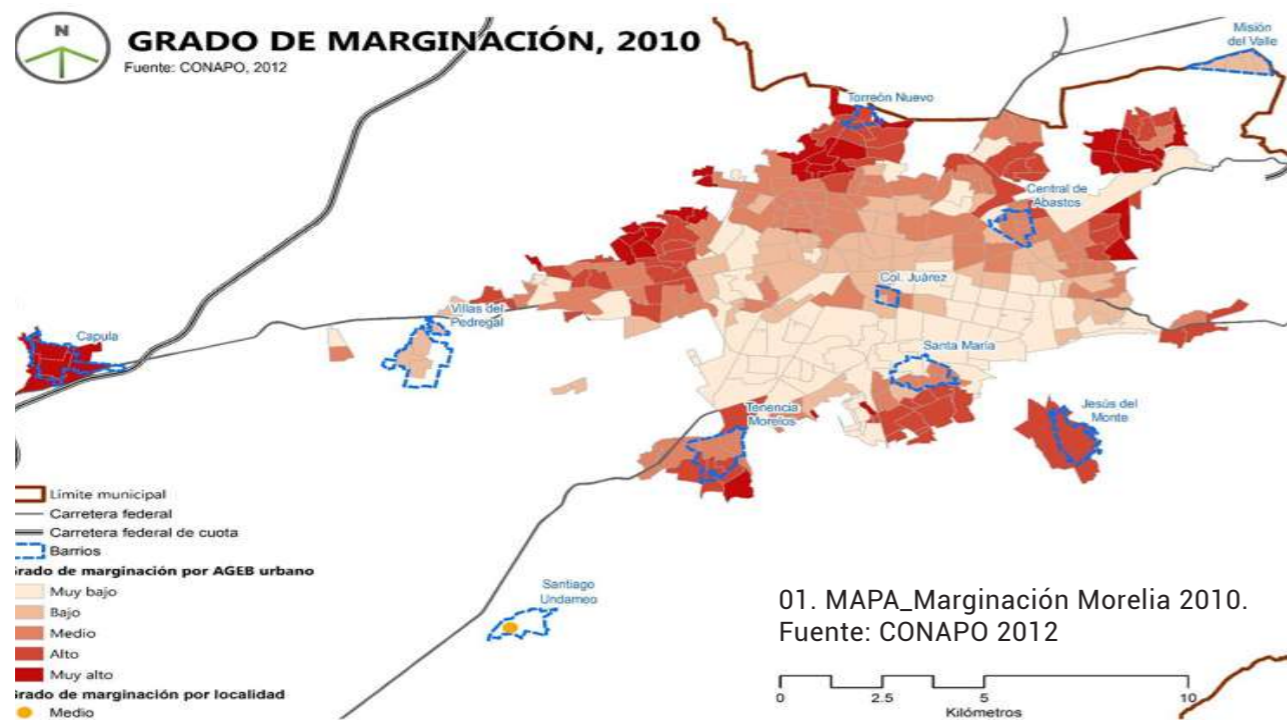 N
GRADO DE MARGINACIÓN, 2010
Fuente: CONAPO, 2012
Misión
del Valle
Torreón Nuevo
Central de
Abastos
Col. Juárez
Villas del
Pedregal
Capula
Santa María
Tenencia
Morelos
Jesús del
Monte
Límite municipal
Carretera federal
Carretera federal de cuota
Barrios
Grado de marginación por AGEB urbano
Muy bajo
Bajo
Medio
Alto
Muy alto
Grado de marginación por localidad
Medio
Santiago
Undameo
01. MAPA_Marginación Morelia 2010.
Fuente: CONAPO 2012
0 2.5 5 10
Kilómetros